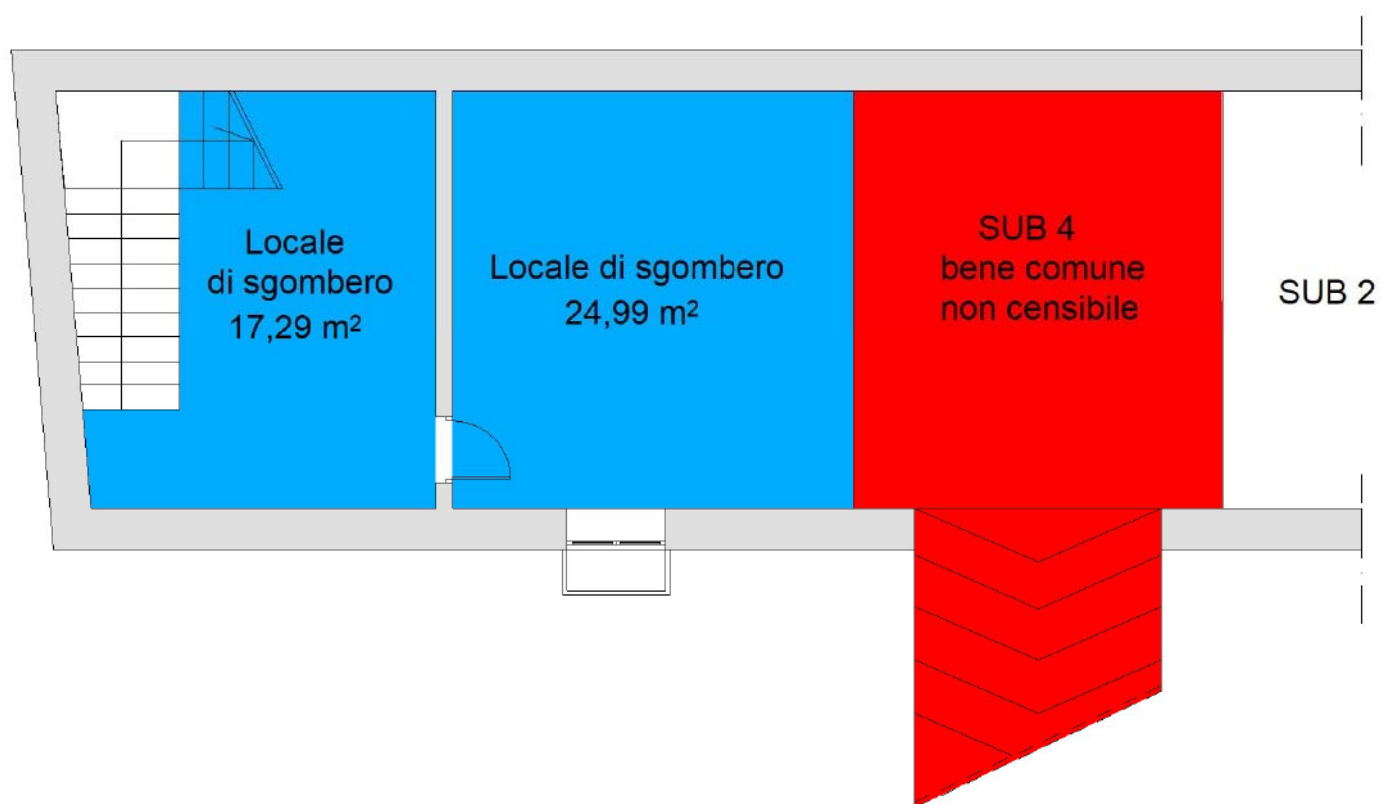 Locale
di sgombero
17,29 m²
Locale di sgombero
24,99 m²
SUB 4
bene comune
non censibile
SUB 2